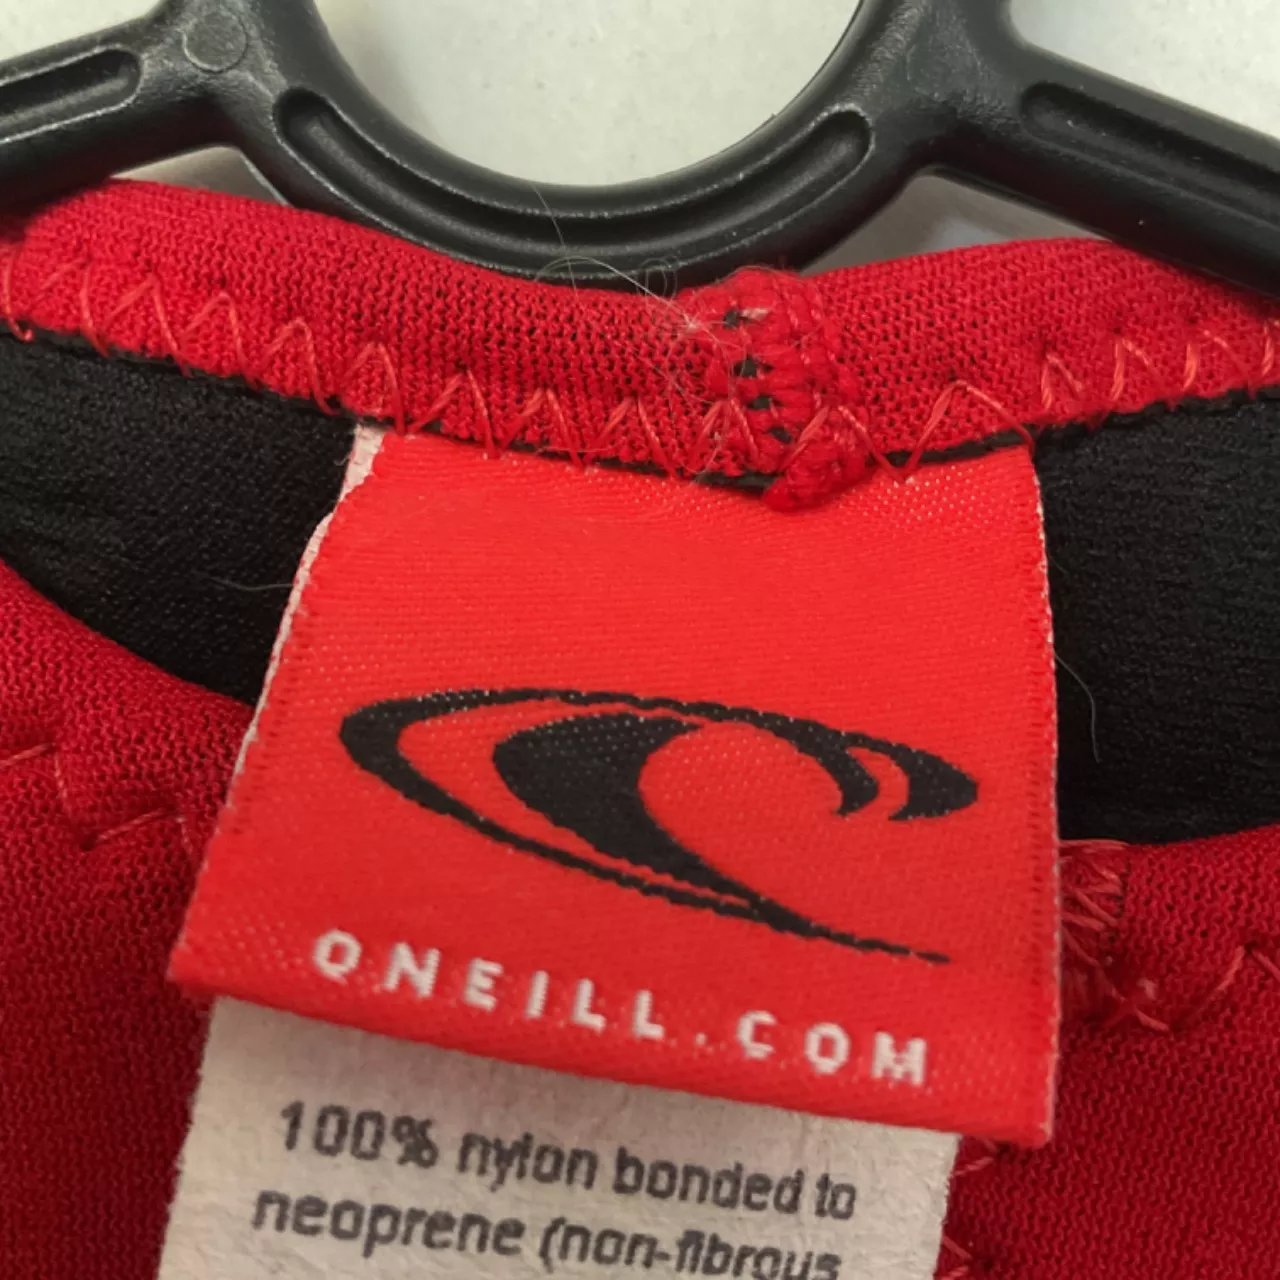 ONEILL.COM
100% nylon bonded to
neoprene (non-fibrous